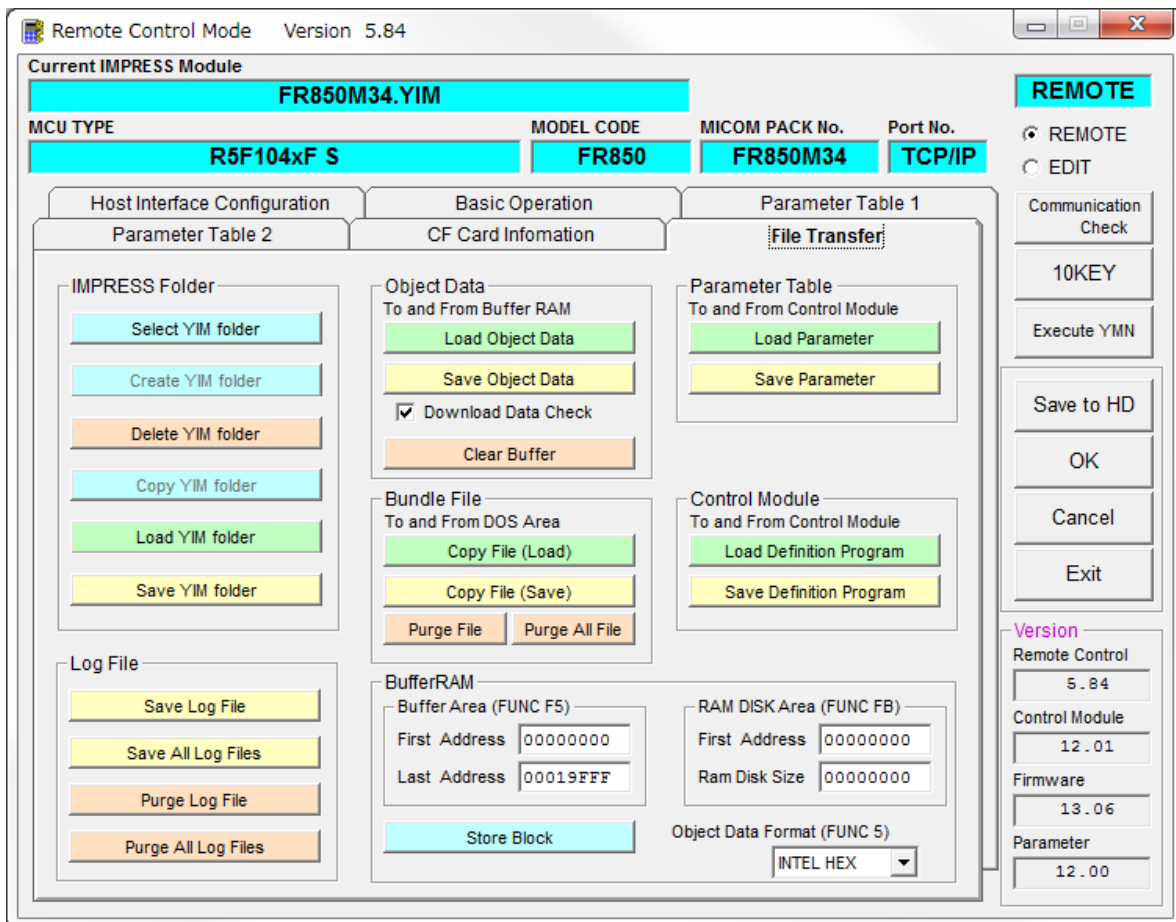 Remote Control Mode Version 5.84
Current IMPRESS Module
FR850M34.YIM
REMOTE
MCU TYPE
MODEL CODE
MICOM PACK No.
Port No.
R5F104xF S
FR850
FR850M34
TCP/IP
REMOTE
EDIT
Host Interface Configuration
Basic Operation
Parameter Table 1
Parameter Table 2
CF Card Infomation
File Transfer
Communication
Check
10KEY
Execute YMN
Save to HD
OK
Cancel
Exit
IMPRESS Folder
Select YIM folder
Create YIM folder
Delete YIM folder
Copy YIM folder
Load YIM folder
Save YIM folder
Object Data
To and From Buffer RAM
Load Object Data
Save Object Data
Download Data Check
Clear Buffer
Parameter Table
To and From Control Module
Load Parameter
Save Parameter
Bundle File
To and From DOS Area
Copy File (Load)
Copy File (Save)
Purge File
Purge All File
Control Module
To and From Control Module
Load Definition Program
Save Definition Program
Log File
Save Log File
Save All Log Files
Purge Log File
Purge All Log Files
BufferRAM
Buffer Area (FUNC F5)
First Address 00000000
Last Address 00019FFF
RAM DISK Area (FUNC FB)
First Address 00000000
Ram Disk Size 00000000
Store Block
Object Data Format (FUNC 5)
INTEL HEX
Version
Remote Control
5.84
Control Module
12.01
Firmware
13.06
Parameter
12.00